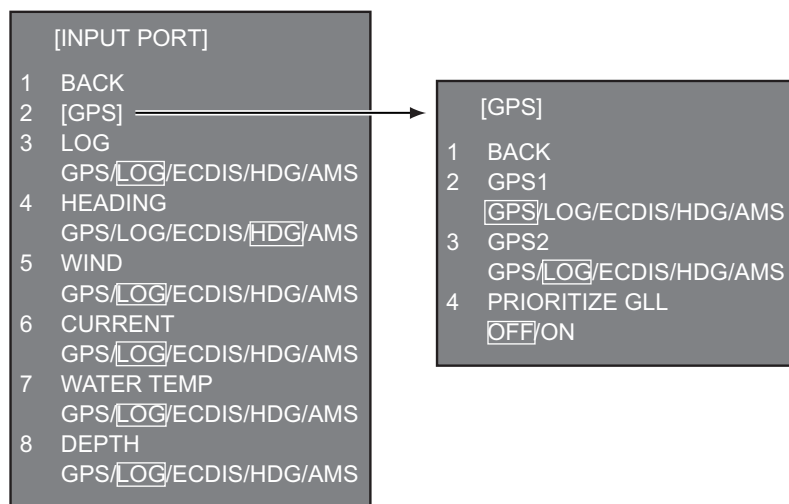 [INPUT PORT]
1 BACK
2 [GPS]
3 LOG
GPS/LOG/ECDIS/HDG/AMS
4 HEADING
GPS/LOG/ECDIS/HDG/AMS
5 WIND
GPS/LOG/ECDIS/HDG/AMS
6 CURRENT
GPS/LOG/ECDIS/HDG/AMS
7 WATER TEMP
GPS/LOG/ECDIS/HDG/AMS
8 DEPTH
GPS/LOG/ECDIS/HDG/AMS
[GPS]
1 BACK
2 GPS1
GPS/LOG/ECDIS/HDG/AMS
3 GPS2
GPS/LOG/ECDIS/HDG/AMS
4 PRIORITIZE GLL
OFF/ON